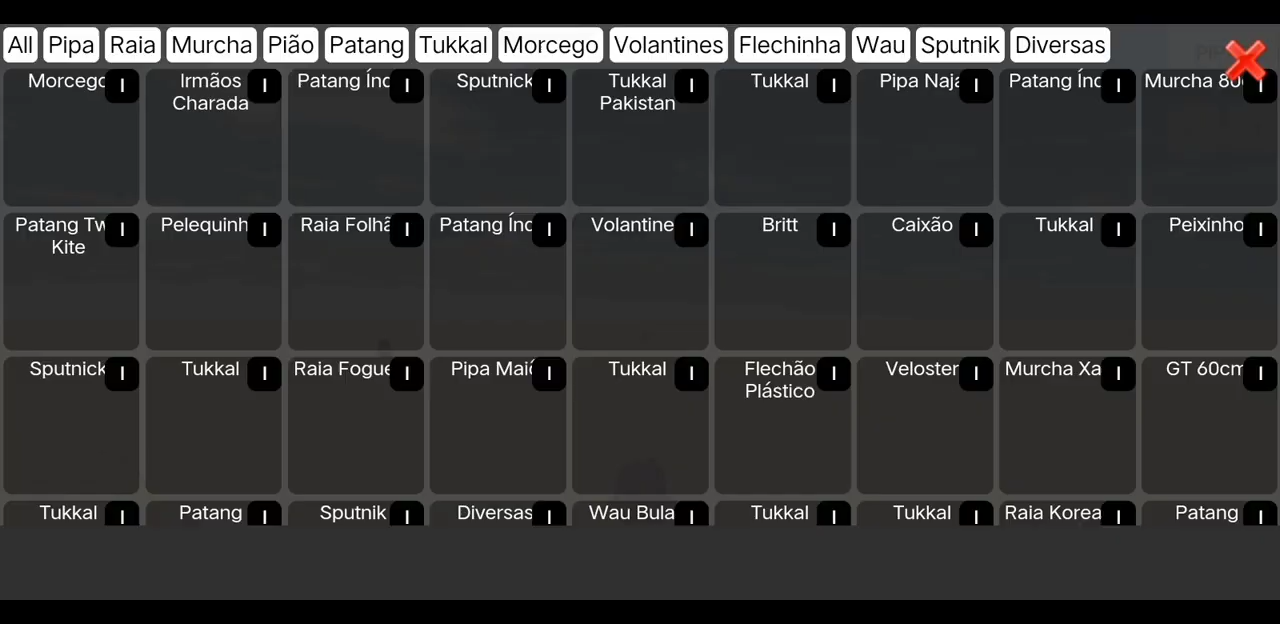 All Pipa Raia Murcha Pião Patang Tukkal Morcego Volantines Flechinha Wau Sputnik Diversas
Morcego I Irmãos I Patang Índ I Sputnick I Tukkal I Tukkal I Pipa Naja I Patang Índ I Murcha 80 I
Charada Pakistan
Patang Tw I Pelequinh I Raia Folhã I Patang Índ I Volantine I Britt I Caixão I Tukkal I Peixinho I
Kite
Sputnick I Tukkal I Raia Fogue I Pipa Maio I Tukkal I Flechão I Veloster I Murcha Xa I GT 60cm I
Plástico
Tukkal I Patang I Sputnik I Diversas I Wau Bula I Tukkal I Tukkal I Raia Korea I Patang I